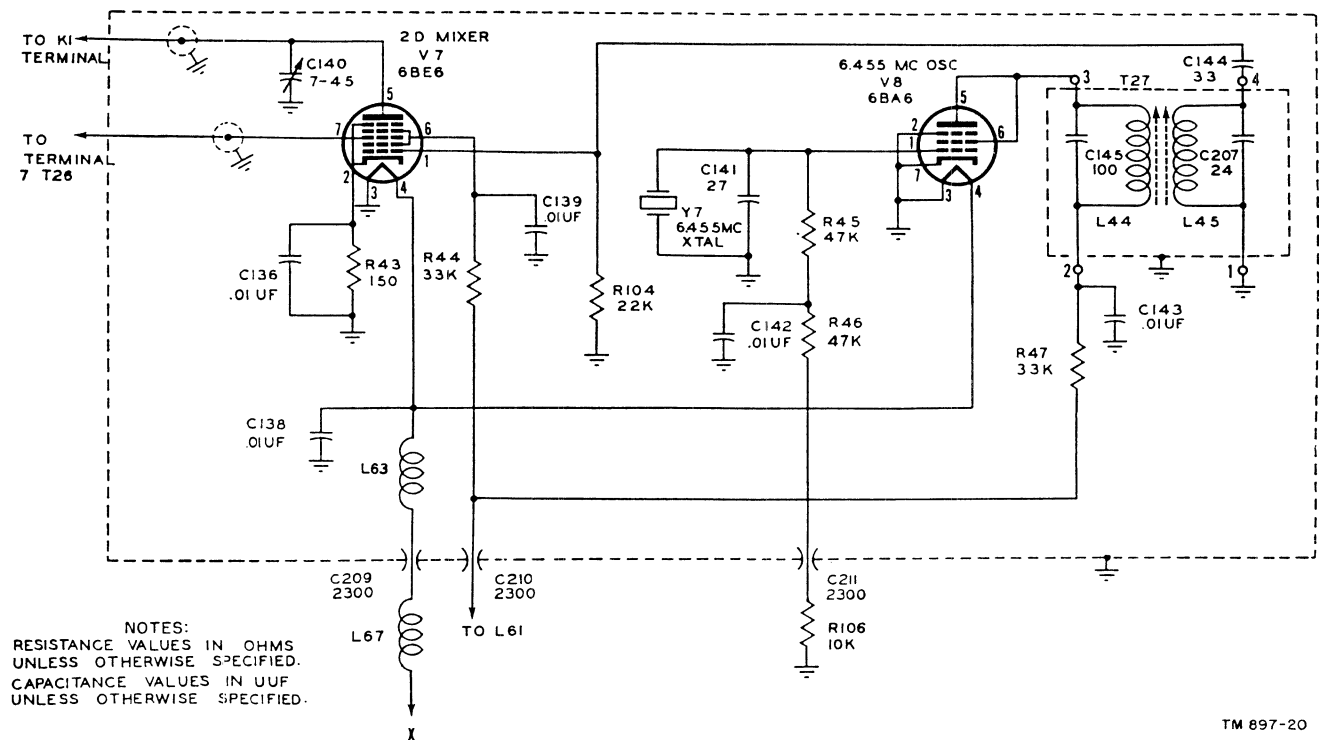 TO K1
TERMINAL
C140
7-45
2D MIXER
V7
6BE6
5
7
6
1
2
3
4
TO
TERMINAL
7 T26
C136
.01UF
R43
150
R44
33K
C139
.01UF
R104
22K
Y7
6.455MC
XTAL
C141
27
R45
47K
C142
.01UF
R46
47K
6.455 MC OSC
V8
6BA6
5
2
1
7
6
3
4
C144
33
3
T27
4
C145
100
C207
24
L44
L45
2
1
C143
.01UF
R47
33K
C138
.01UF
L63
C209
2300
C210
2300
C211
2300
L67
TO L61
R106
10K
X
NOTES:
RESISTANCE VALUES IN OHMS
UNLESS OTHERWISE SPECIFIED.
CAPACITANCE VALUES IN UUF
UNLESS OTHERWISE SPECIFIED.
TM 897-20